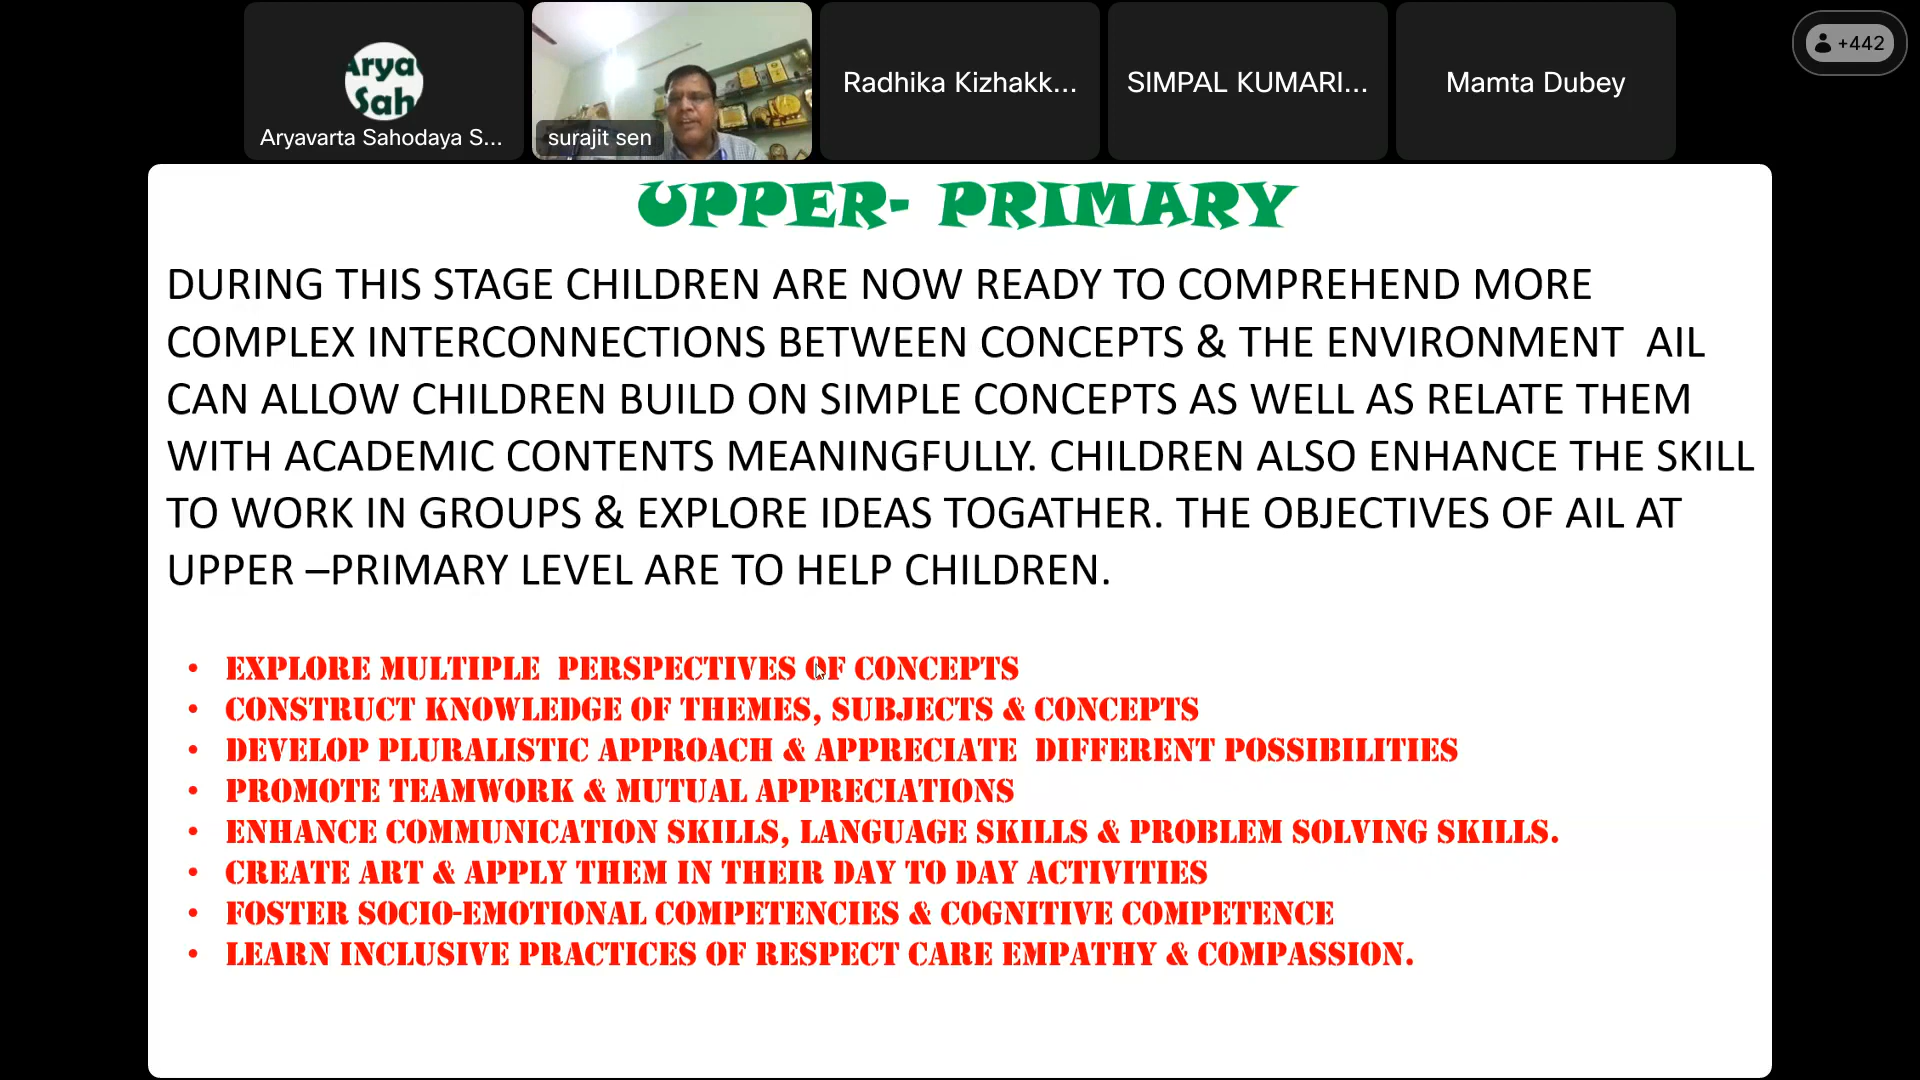 Arya
Sah
Aryavarta Sahodaya S...
surajit sen
Radhika Kizhakk...
SIMPAL KUMARI...
Mamta Dubey
+442
UPPER- PRIMARY
DURING THIS STAGE CHILDREN ARE NOW READY TO COMPREHEND MORE
COMPLEX INTERCONNECTIONS BETWEEN CONCEPTS & THE ENVIRONMENT AIL
CAN ALLOW CHILDREN BUILD ON SIMPLE CONCEPTS AS WELL AS RELATE THEM
WITH ACADEMIC CONTENTS MEANINGFULLY. CHILDREN ALSO ENHANCE THE SKILL
TO WORK IN GROUPS & EXPLORE IDEAS TOGATHER. THE OBJECTIVES OF AIL AT
UPPER –PRIMARY LEVEL ARE TO HELP CHILDREN.
• EXPLORE MULTIPLE PERSPECTIVES OF CONCEPTS
• CONSTRUCT KNOWLEDGE OF THEMES, SUBJECTS & CONCEPTS
• DEVELOP PLURALISTIC APPROACH & APPRECIATE DIFFERENT POSSIBILITIES
• PROMOTE TEAMWORK & MUTUAL APPRECIATIONS
• ENHANCE COMMUNICATION SKILLS, LANGUAGE SKILLS & PROBLEM SOLVING SKILLS.
• CREATE ART & APPLY THEM IN THEIR DAY TO DAY ACTIVITIES
• FOSTER SOCIO-EMOTIONAL COMPETENCIES & COGNITIVE COMPETENCE
• LEARN INCLUSIVE PRACTICES OF RESPECT CARE EMPATHY & COMPASSION.